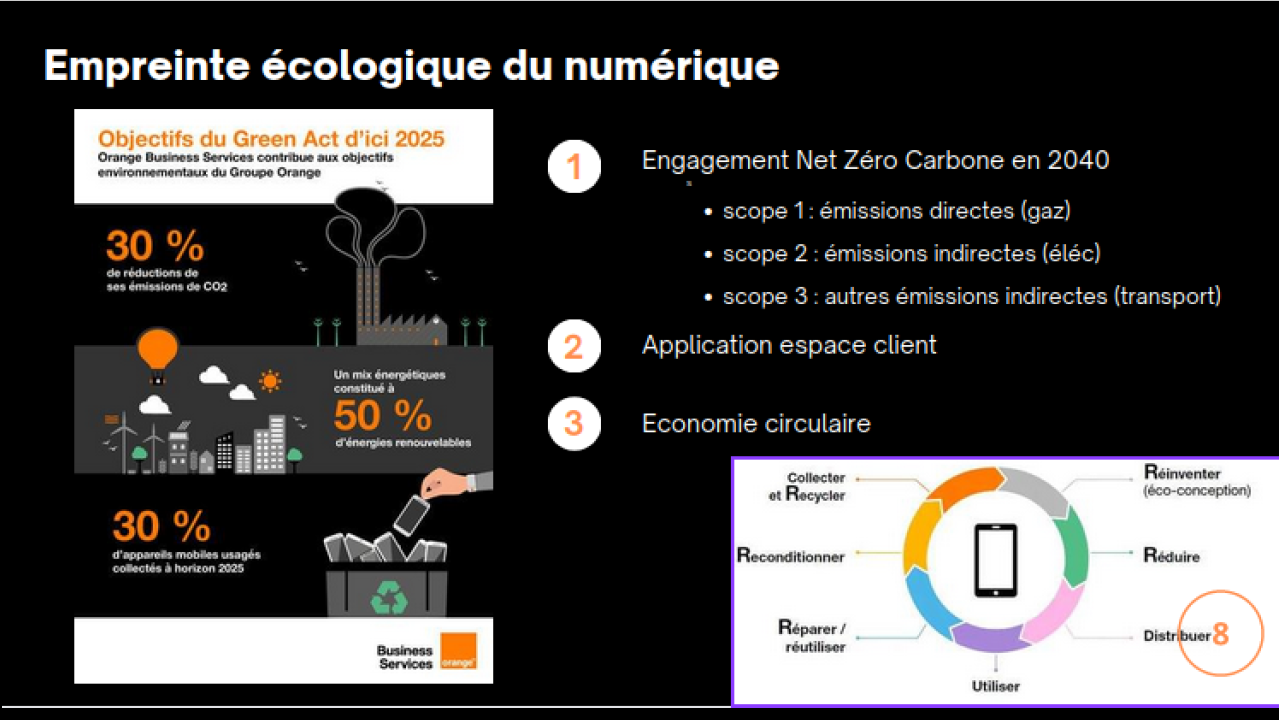 Empreinte écologique du numérique
Objectifs du Green Act d'ici 2025
Orange Business Services contribue aux objectifs
environnementaux du Groupe Orange
30 %
de réductions de
ses émissions de CO2
Un mix énergétiques
constitué à
50 %
d'énergies renouvelables
30 %
d'appareils mobiles usagés
collectés à horizon 2025
Business
Services
orange
1
Engagement Net Zéro Carbone en 2040
• scope 1 : émissions directes (gaz)
• scope 2 : émissions indirectes (éléc)
• scope 3 : autres émissions indirectes (transport)
2
Application espace client
3
Economie circulaire
Collecter
et Recycler
Réinventer
(éco-conception)
Reconditionner
Réduire
Réparer /
réutiliser
Distribuer
Utiliser
8